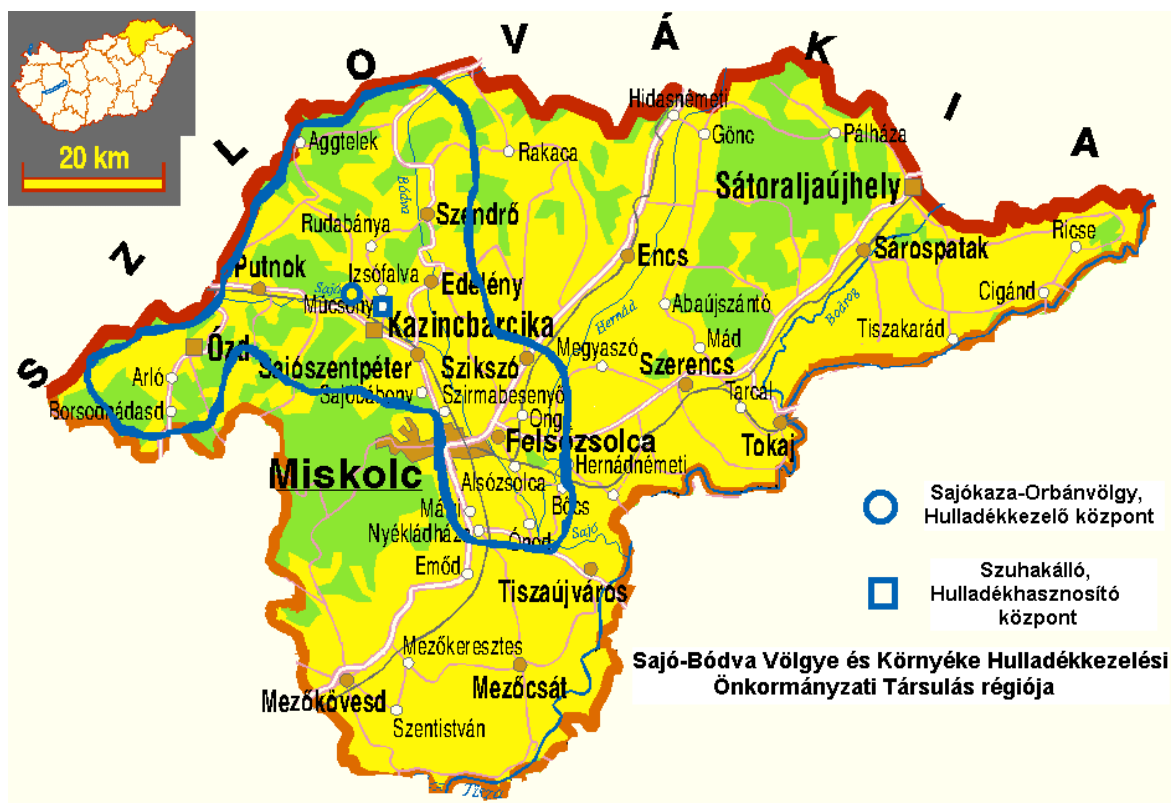 S Z L O V Á K I A
20 km
Hidasnémeti
Gönc
Pálháza
Aggtelek
Rakaca
Sátoraljaújhely
Bódva
Szendrő
Rudabánya
Ricse
Encs
Sárospatak
Putnok
Izsófalva
Edelény
Sajó
Múcsony
Abaújszántó
Hernád
Bodrog
Cigánd
Kazincbarcika
Tiszakarád
Ózd
Mád
Megyaszó
Sajószentpéter
Szikszó
Szerencs
Arló
Sajóbábony
Szirmabesenyő
Tarcal
Borsodnádasd
Ong
Felsőzsolca
Tokaj
Miskolc
Hernádnémeti
Alsózsolca
Bőcs
Sajókaza-Orbánvölgy,
Hulladékkezelő központ
Mályi
Nyékládháza
Ónod
Sajó
Emőd
Tiszaújváros
Szuhakálló,
Hulladékhasznosító
központ
Mezőkeresztes
Sajó-Bódva Völgye és Környéke Hulladékkezelési
Önkormányzati Társulás régiója
Mezőcsát
Mezőkövesd
Szentistván
Tisza